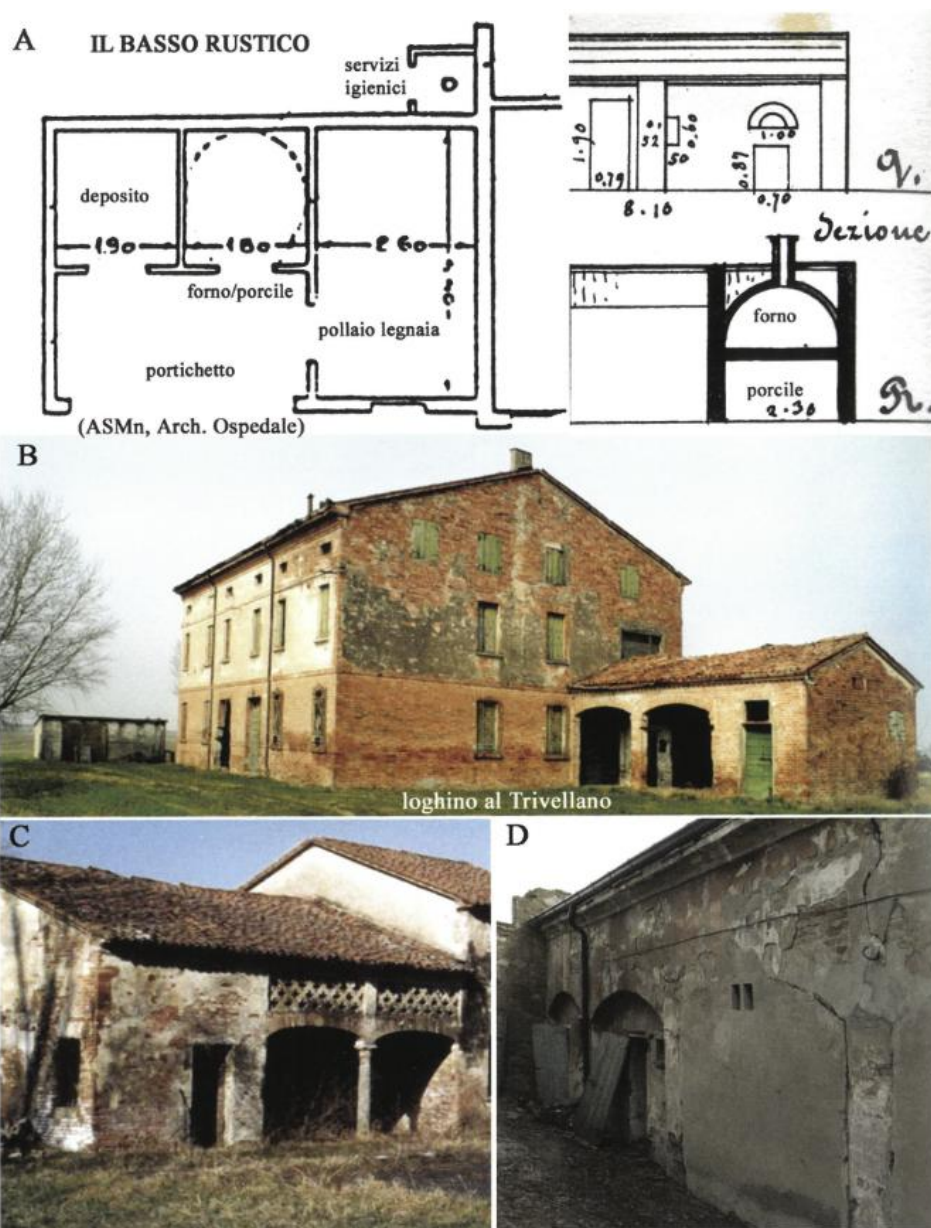 A
IL BASSO RUSTICO
servizi
igienici
deposito
1.90
1.80
2.60
forno/porcile
pollaio legnaia
portichetto
(ASMn, Arch. Ospedale)
1.90
0.79
52
50
0.60
1.00
0.87
0.70
8.10
Sezione
forno
porcile
2.30
B
loghino al Trivellano
C
D